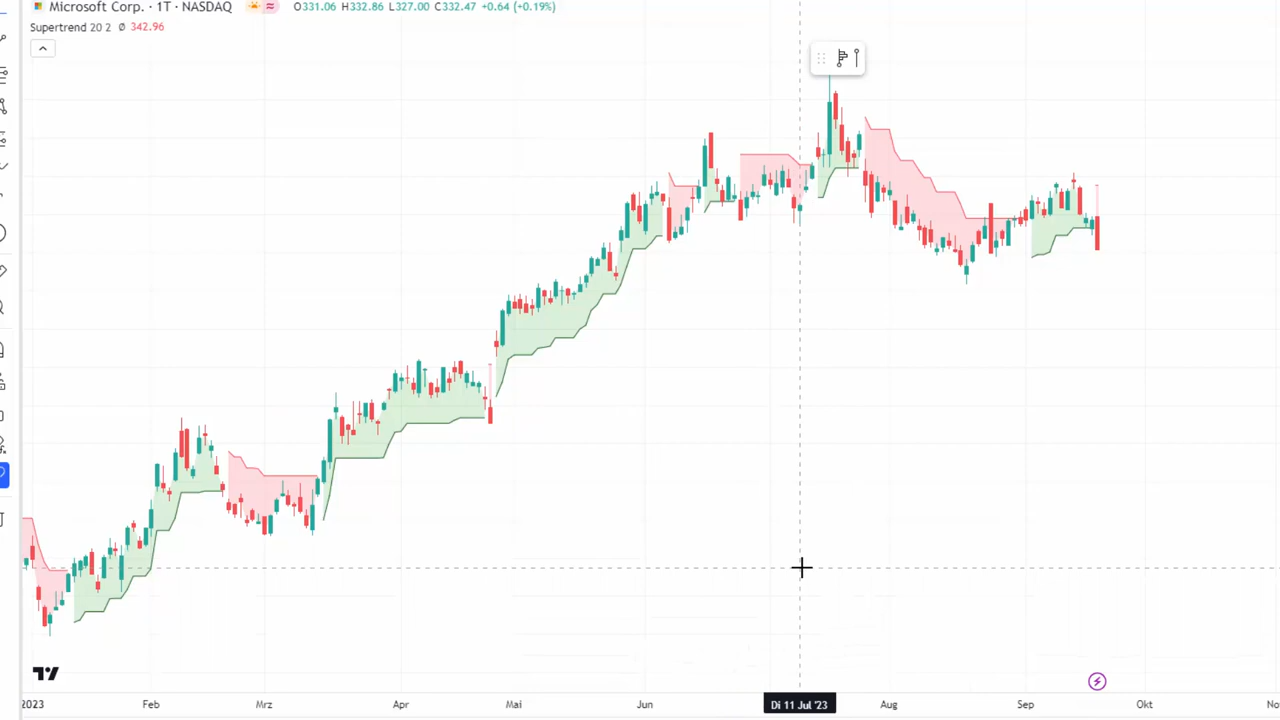 Microsoft Corp. · 1T · NASDAQ O331.06 H332.86 L327.00 C332.47 +0.64 (+0.19%)
Supertrend 20 2 Ø 342.96
2023 Feb Mrz Apr Mai Jun Di 11 Jul '23 Aug Sep Okt No